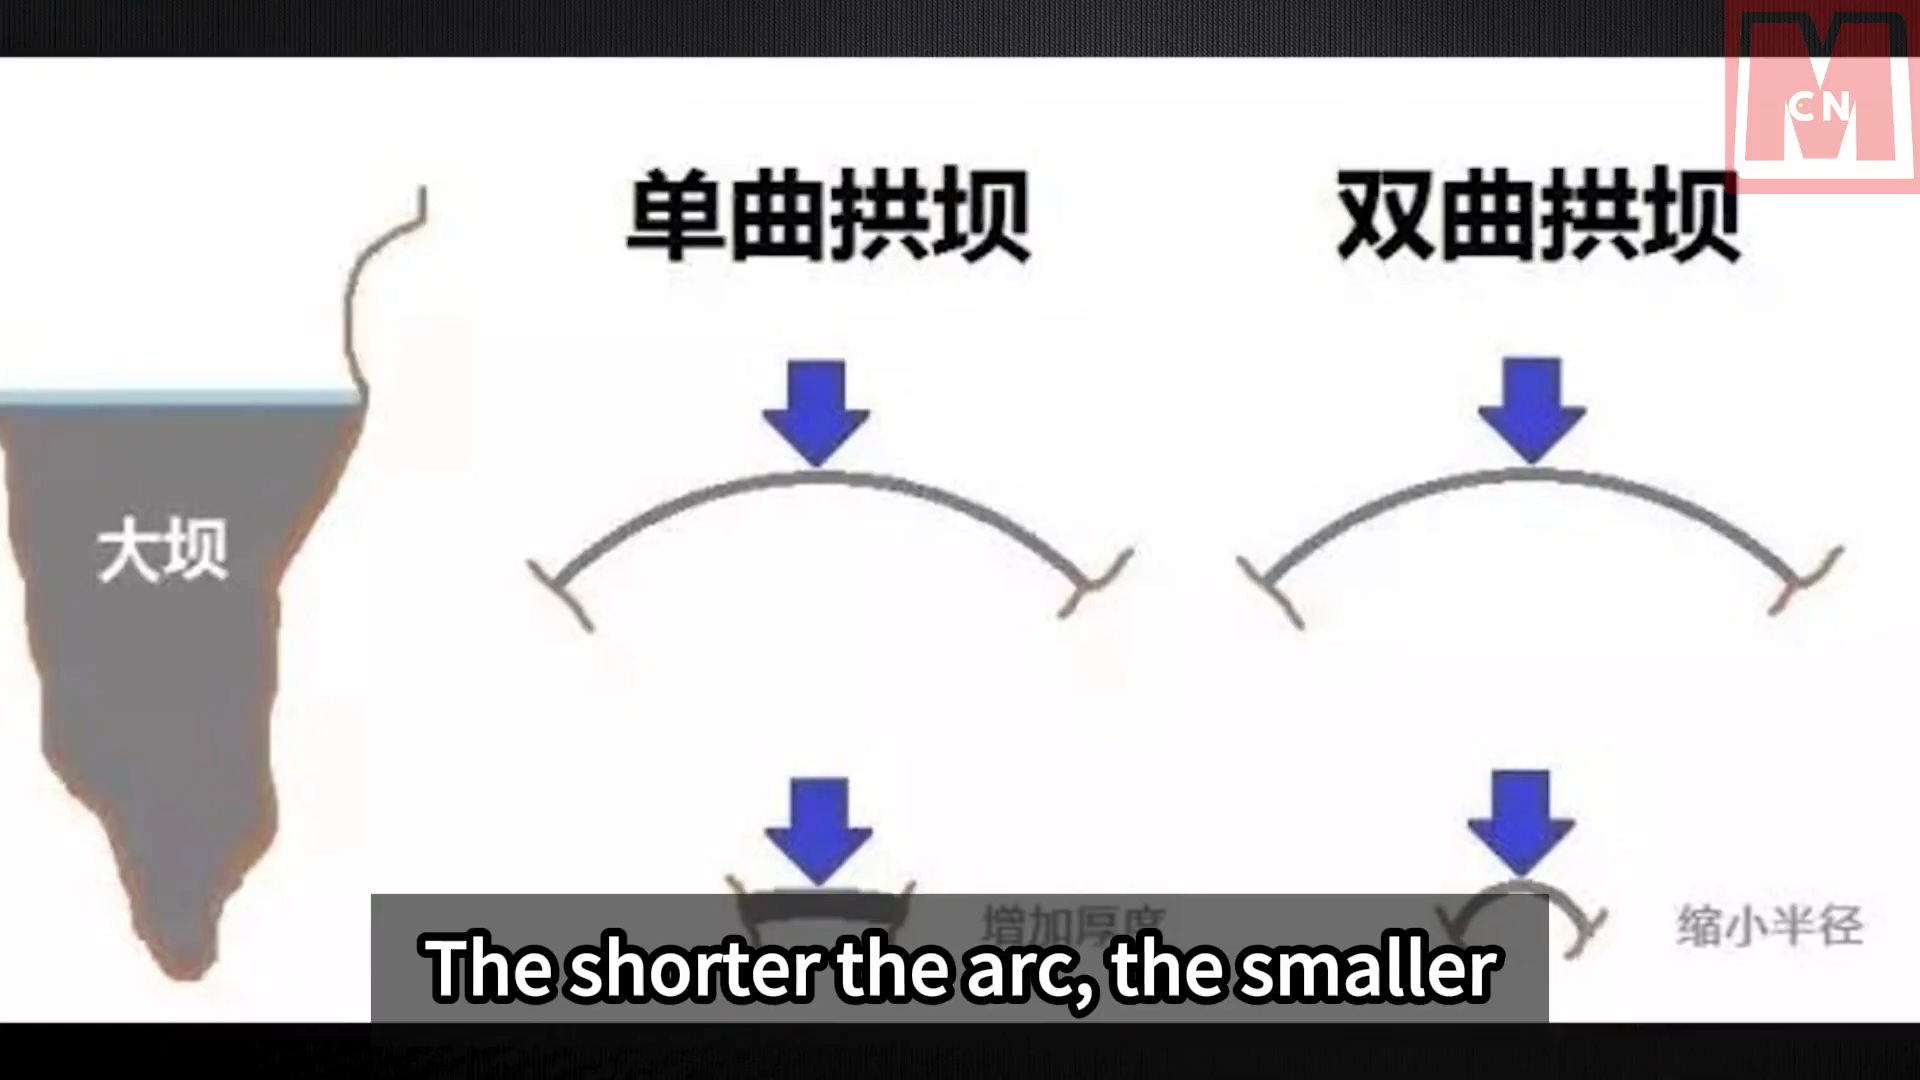 CN
单曲拱坝
双曲拱坝
大坝
增加厚度
缩小半径
The shorter the arc, the smaller